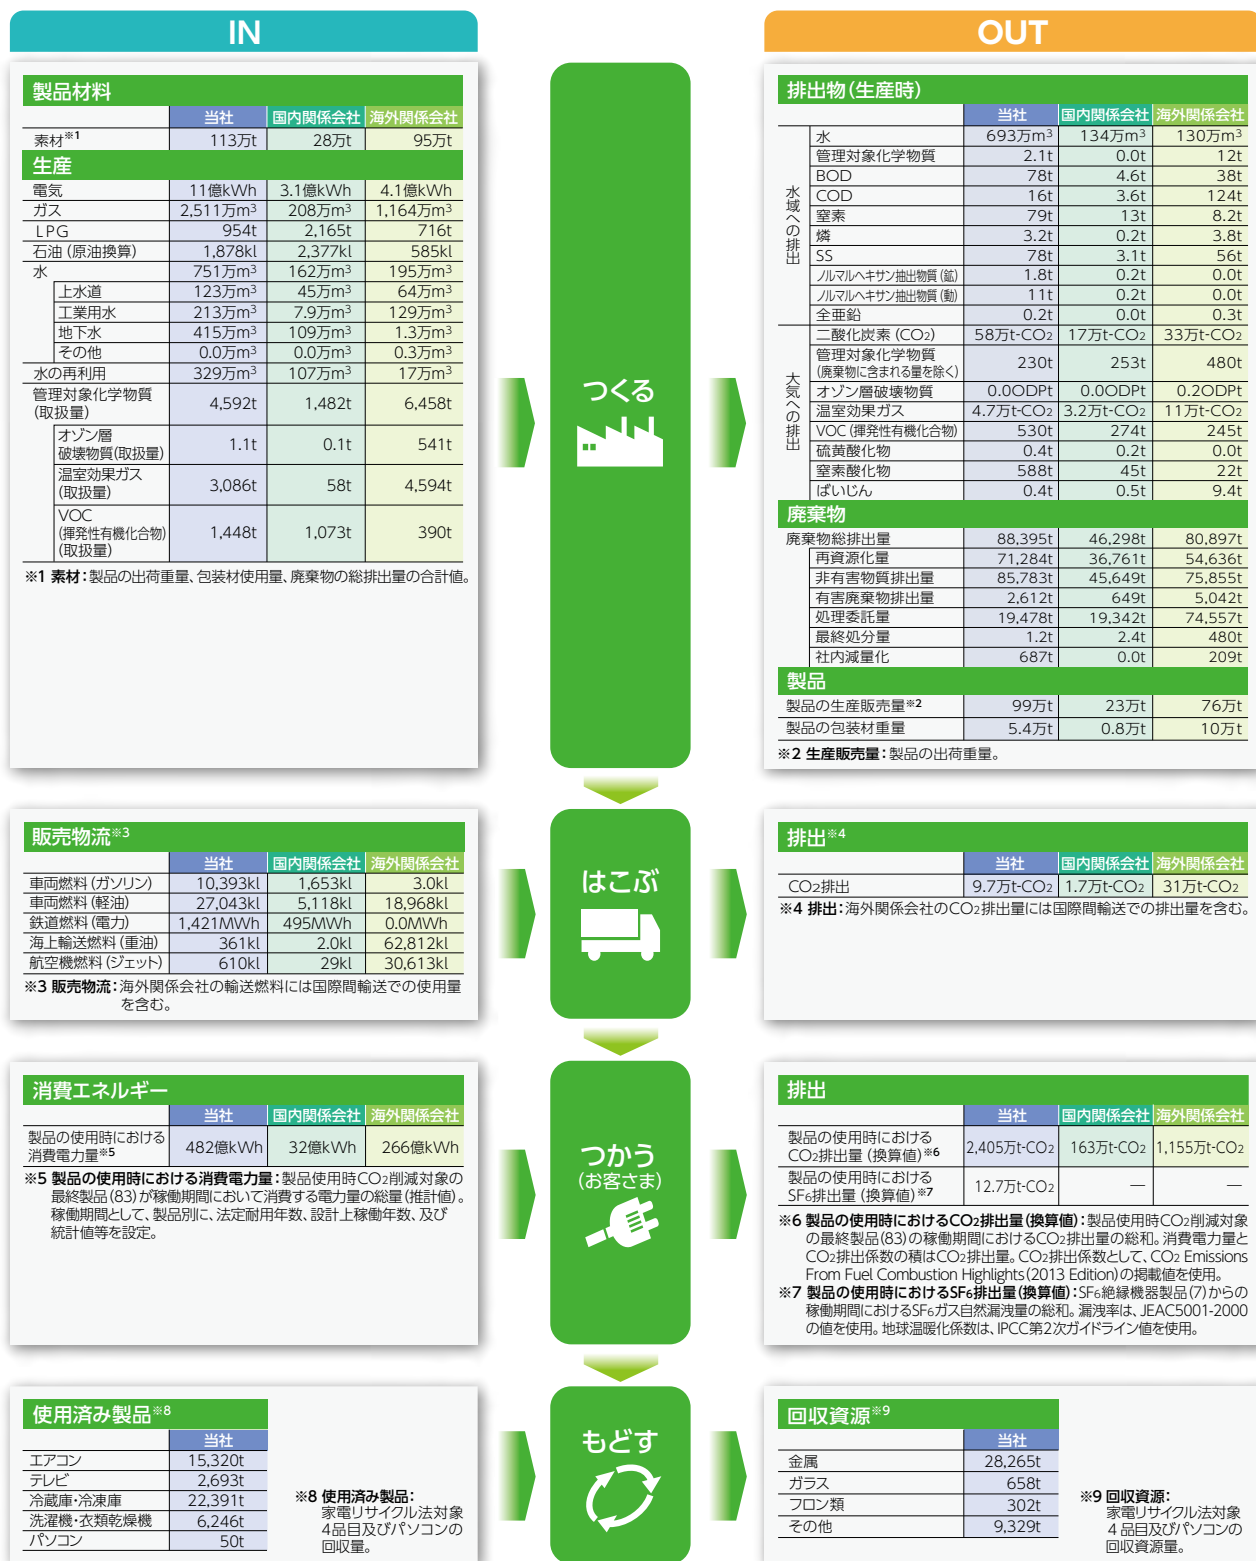 IN
製品材料
当社 国内関係会社 海外関係会社
素材※1 113万t 28万t 95万t
生産
電気 11億kWh 3.1億kWh 4.1億kWh
ガス 2,511万m³ 208万m³ 1,164万m³
LPG 954t 2,165t 716t
石油（原油換算） 1,878kl 2,377kl 585kl
水 751万m³ 162万m³ 195万m³
上水道 123万m³ 45万m³ 64万m³
工業用水 213万m³ 7.9万m³ 129万m³
地下水 415万m³ 109万m³ 1.3万m³
その他 0.0万m³ 0.0万m³ 0.3万m³
水の再利用 329万m³ 107万m³ 17万m³
管理対象化学物質
（取扱量） 4,592t 1,482t 6,458t
オゾン層
破壊物質（取扱量） 1.1t 0.1t 541t
温室効果ガス
（取扱量） 3,086t 58t 4,594t
VOC
（揮発性有機化合物）
（取扱量） 1,448t 1,073t 390t
※1 素材：製品の出荷重量、包装材使用量、廃棄物の総排出量の合計値。
つくる
OUT
排出物（生産時）
当社 国内関係会社 海外関係会社
水域への排出
水 693万m³ 134万m³ 130万m³
管理対象化学物質 2.1t 0.0t 12t
BOD 78t 4.6t 38t
COD 16t 3.6t 124t
窒素 79t 13t 8.2t
燐 3.2t 0.2t 3.8t
SS 78t 3.1t 56t
ノルマルヘキサン抽出物質（鉱） 1.8t 0.2t 0.0t
ノルマルヘキサン抽出物質（動） 11t 0.2t 0.0t
全亜鉛 0.2t 0.0t 0.3t
大気への排出
二酸化炭素（CO₂） 58万t-CO₂ 17万t-CO₂ 33万t-CO₂
管理対象化学物質
（廃棄物に含まれる量を除く） 230t 253t 480t
オゾン層破壊物質 0.0ODPt 0.0ODPt 0.2ODPt
温室効果ガス 4.7万t-CO₂ 3.2万t-CO₂ 11万t-CO₂
VOC（揮発性有機化合物） 530t 274t 245t
硫黄酸化物 0.4t 0.2t 0.0t
窒素酸化物 588t 45t 22t
ばいじん 0.4t 0.5t 9.4t
廃棄物
廃棄物総排出量 88,395t 46,298t 80,897t
再資源化量 71,284t 36,761t 54,636t
非有害物質排出量 85,783t 45,649t 75,855t
有害廃棄物排出量 2,612t 649t 5,042t
処理委託量 19,478t 19,342t 74,557t
最終処分量 1.2t 2.4t 480t
社内減量化 687t 0.0t 209t
製品
製品の生産販売量※2 99万t 23万t 76万t
製品の包装材重量 5.4万t 0.8万t 10万t
※2 生産販売量：製品の出荷重量。
販売物流※3
当社 国内関係会社 海外関係会社
車両燃料（ガソリン） 10,393kl 1,653kl 3.0kl
車両燃料（軽油） 27,043kl 5,118kl 18,968kl
鉄道燃料（電力） 1,421MWh 495MWh 0.0MWh
海上輸送燃料（重油） 361kl 2.0kl 62,812kl
航空機燃料（ジェット） 610kl 29kl 30,613kl
※3 販売物流：海外関係会社の輸送燃料には国際間輸送での使用量
を含む。
はこぶ
排出※4
当社 国内関係会社 海外関係会社
CO₂排出 9.7万t-CO₂ 1.7万t-CO₂ 31万t-CO₂
※4 排出：海外関係会社のCO₂排出量には国際間輸送での排出量を含む。
消費エネルギー
当社 国内関係会社 海外関係会社
製品の使用時における
消費電力量※5 482億kWh 32億kWh 266億kWh
※5 製品の使用時における消費電力量：製品使用時CO₂削減対象の
最終製品（83）が稼働期間において消費する電力量の総量（推計値）。
稼働期間として、製品別に、法定耐用年数、設計上稼働年数、及び
統計値等を設定。
つかう
（お客さま）
排出
当社 国内関係会社 海外関係会社
製品の使用時における
CO₂排出量（換算値）※6 2,405万t-CO₂ 163万t-CO₂ 1,155万t-CO₂
製品の使用時における
SF₆排出量（換算値）※7 12.7万t-CO₂ — —
※6 製品の使用時におけるCO₂排出量（換算値）：製品使用時CO₂削減対象
の最終製品（83）の稼働期間におけるCO₂排出量の総和。消費電力量と
CO₂排出係数の積はCO₂排出量。CO₂排出係数として、CO₂ Emissions
From Fuel Combustion Highlights（2013 Edition）の掲載値を使用。
※7 製品の使用時におけるSF₆排出量（換算値）：SF₆絶縁機器製品（7）からの
稼働期間におけるSF₆ガス自然漏洩量の総和。漏洩率は、JEAC5001-2000
の値を使用。地球温暖化係数は、IPCC第2次ガイドライン値を使用。
使用済み製品※8
当社
エアコン 15,320t
テレビ 2,693t
冷蔵庫・冷凍庫 22,391t
洗濯機・衣類乾燥機 6,246t
パソコン 50t
※8 使用済み製品：
家電リサイクル法対象
4品目及びパソコンの
回収量。
もどす
回収資源※9
当社
金属 28,265t
ガラス 658t
フロン類 302t
その他 9,329t
※9 回収資源：
家電リサイクル法対象
4品目及びパソコンの
回収資源量。